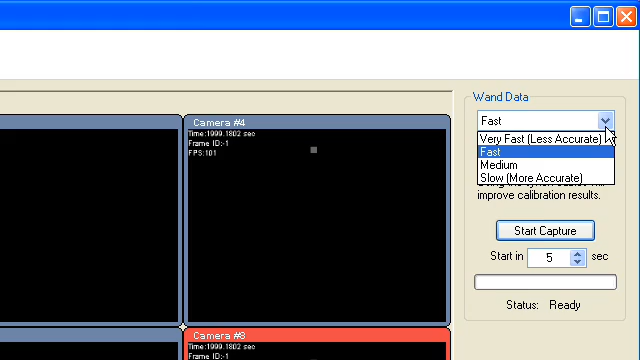 Wand Data
Fast
Very Fast (Less Accurate)
Fast
Medium
Slow (More Accurate)
improve calibration results.
Start Capture
Start in 5 sec
Status: Ready
Camera #4
Time:1999.1802 sec
Frame ID:-1
FPS:101
Camera #8
Time:1999.1802 sec
Frame ID:-1